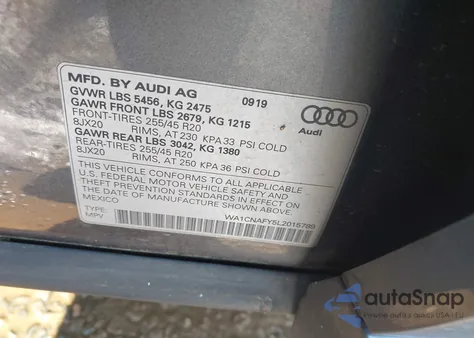 MFD. BY AUDI AG
GVWR LBS 5456, KG 2475 0919
GAWR FRONT LBS 2679, KG 1215
FRONT-TIRES 255/45 R20
8JX20 RIMS, AT 230 KPA 33 PSI COLD
GAWR REAR LBS 3042, KG 1380
REAR-TIRES 255/45 R20
8JX20 RIMS, AT 250 KPA 36 PSI COLD
THIS VEHICLE CONFORMS TO ALL APPLICABLE
U.S. FEDERAL MOTOR VEHICLE SAFETY AND
THEFT PREVENTION STANDARDS IN EFFECT ON THE
DATE OF MANUFACTURE SHOWN ABOVE.
MEXICO
TYPE:
MPV
Audi
autoSnap